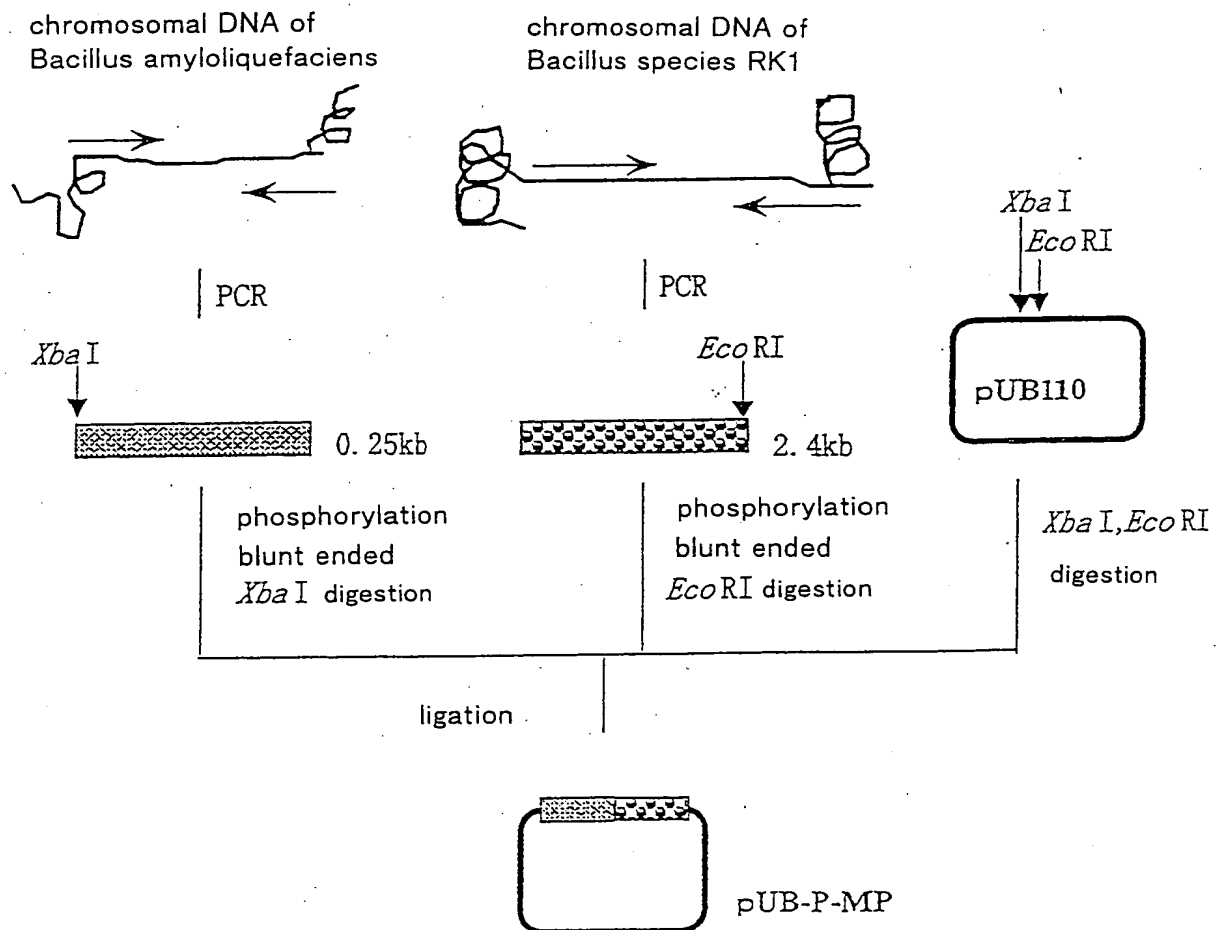 chromosomal DNA of
Bacillus amyloliquefaciens
chromosomal DNA of
Bacillus species RK1
XbaI
EcoRI
PCR
PCR
XbaI
EcoRI
pUB110
0.25kb
2.4kb
phosphorylation
blunt ended
XbaI digestion
phosphorylation
blunt ended
EcoRI digestion
XbaI,EcoRI
digestion
ligation
pUB-P-MP